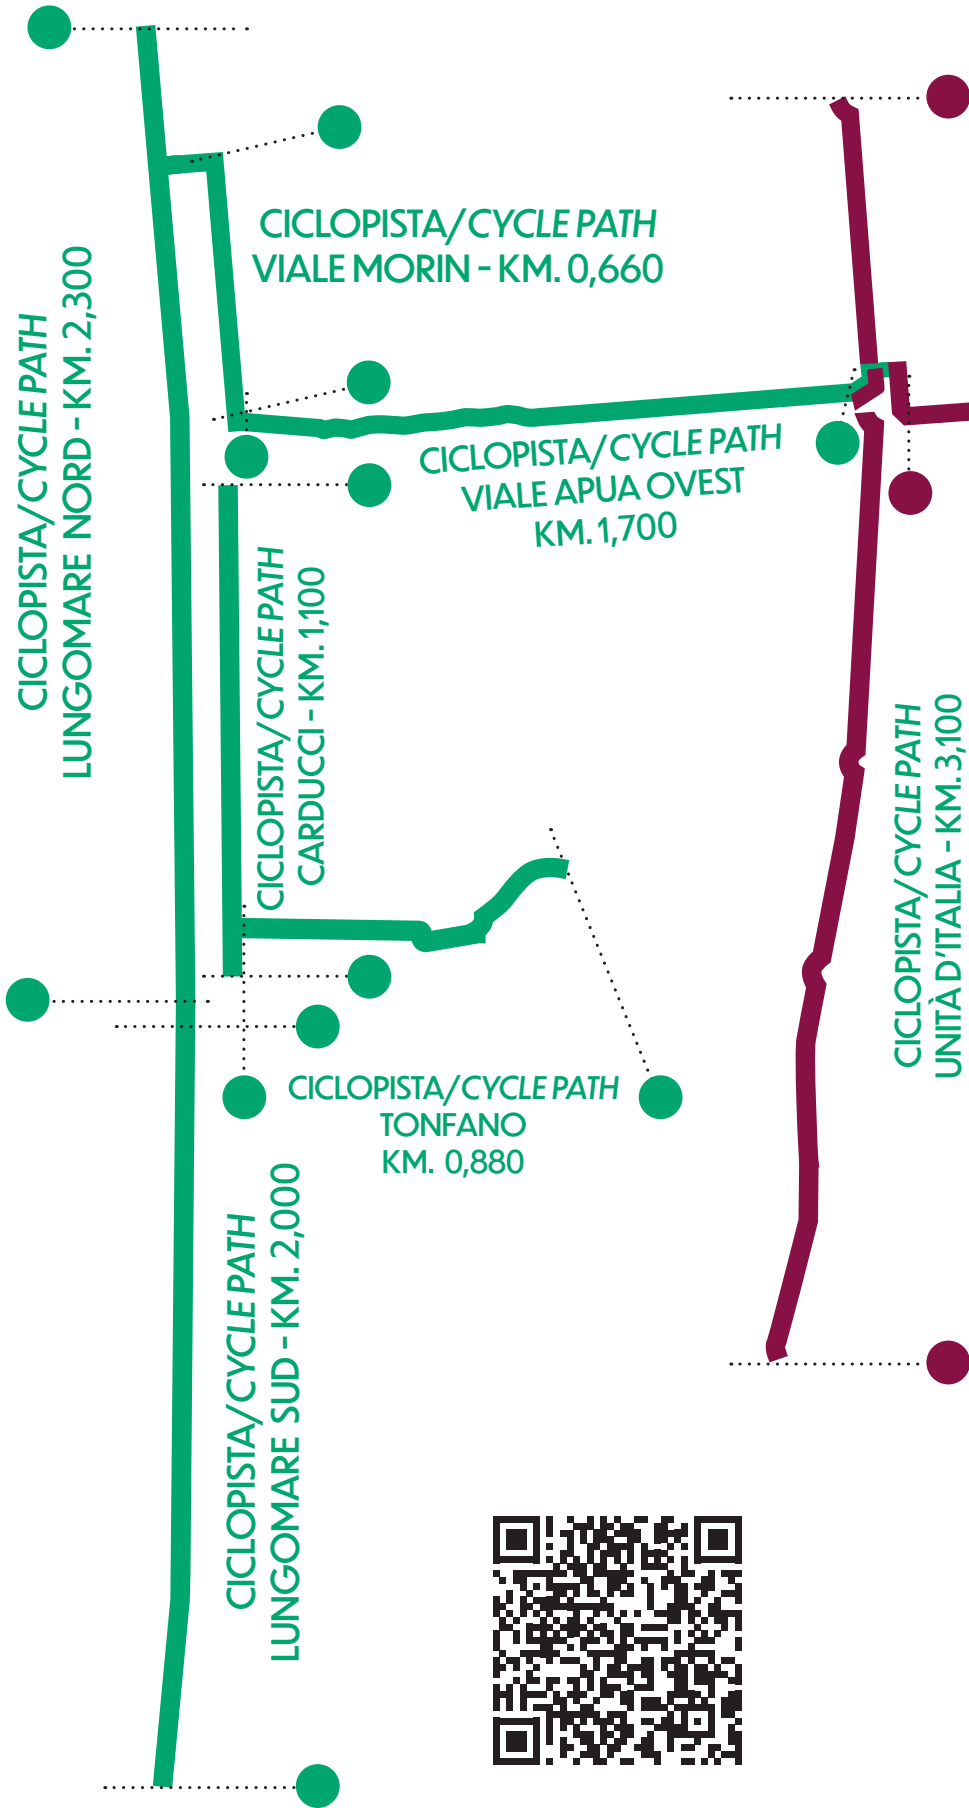 CICLOPISTA/CYCLE PATH
VIALE MORIN - KM. 0,660
CICLOPISTA/CYCLE PATH
LUNGOMARE NORD - KM. 2,300
CICLOPISTA/CYCLE PATH
VIALE APUA OVEST
KM. 1,700
CICLOPISTA/CYCLE PATH
CARDUCCI - KM. 1,100
CICLOPISTA/CYCLE PATH
UNITÀ D'ITALIA - KM. 3,100
CICLOPISTA/CYCLE PATH
TONFANO
KM. 0,880
CICLOPISTA/CYCLE PATH
LUNGOMARE SUD - KM. 2,000